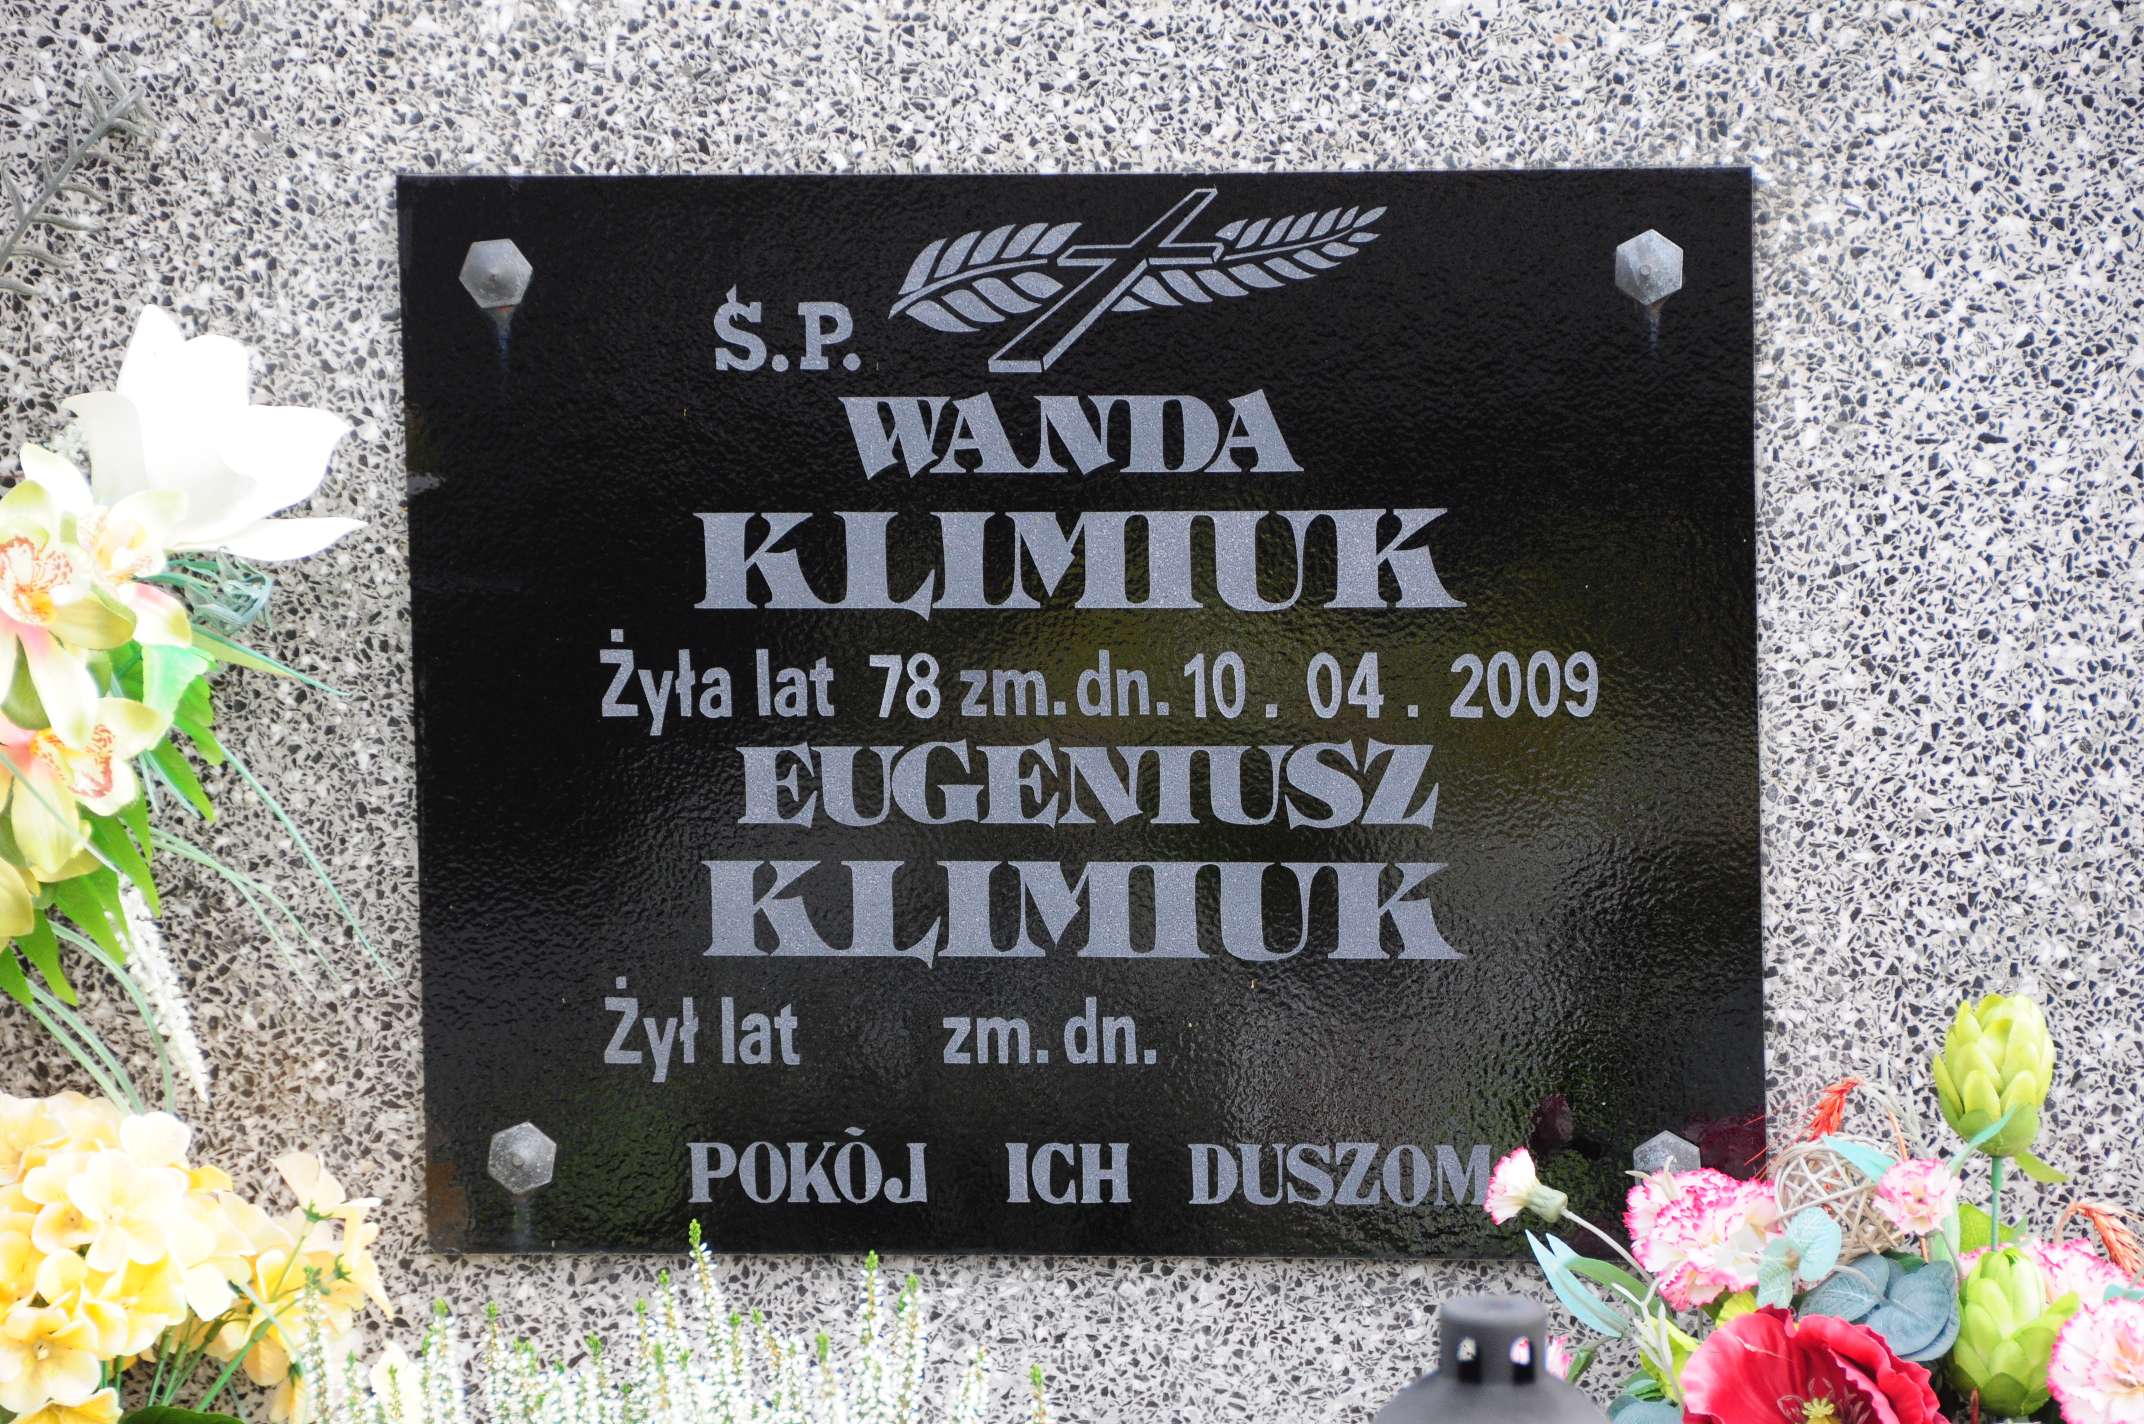 Ś.P.
WANDA
KLIMIUK
Żyła lat 78 zm. dn. 10. 04. 2009
EUGENIUSZ
KLIMIUK
Żył lat zm. dn.
POKÓJ ICH DUSZOM